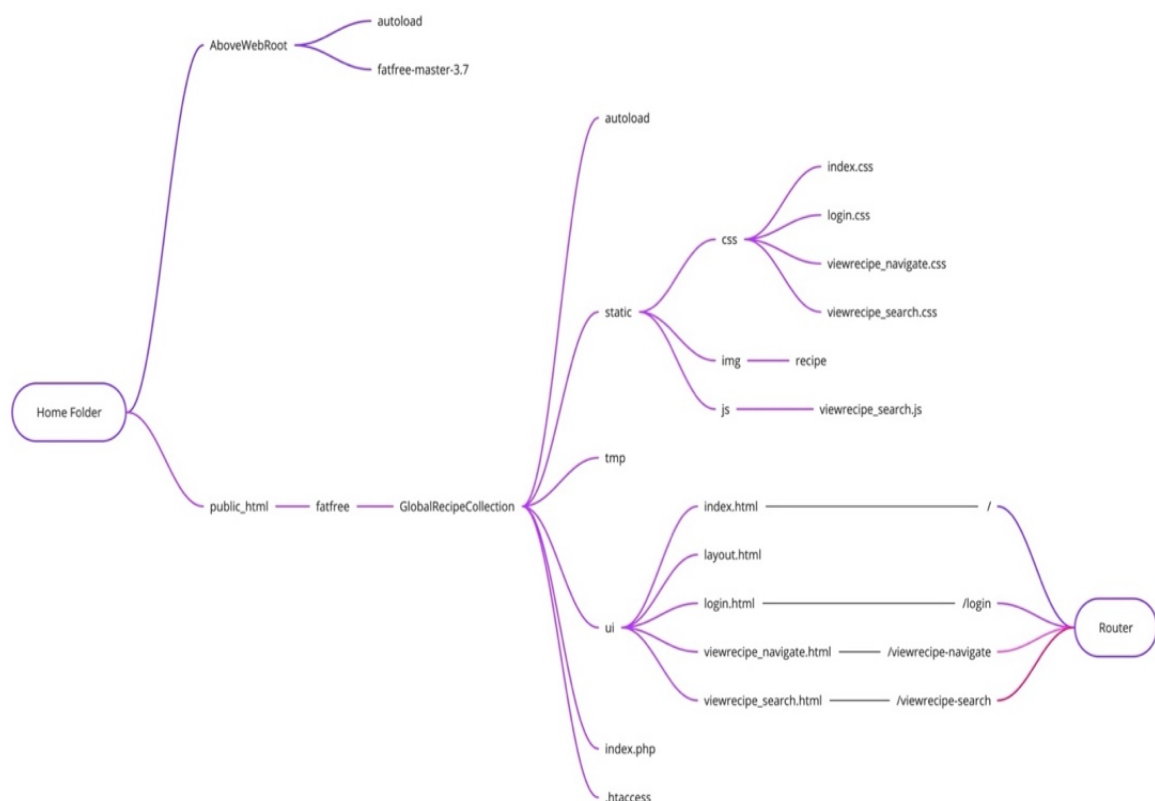 autoload
AboveWebRoot
fatfree-master-3.7
autoload
index.css
login.css
css
viewrecipe_navigate.css
static
viewrecipe_search.css
img
recipe
js
viewrecipe_search.js
Home Folder
tmp
public_html
fatfree
GlobalRecipeCollection
index.html
/
layout.html
login.html
/login
ui
Router
viewrecipe_navigate.html
/viewrecipe-navigate
viewrecipe_search.html
/viewrecipe-search
index.php
.htaccess